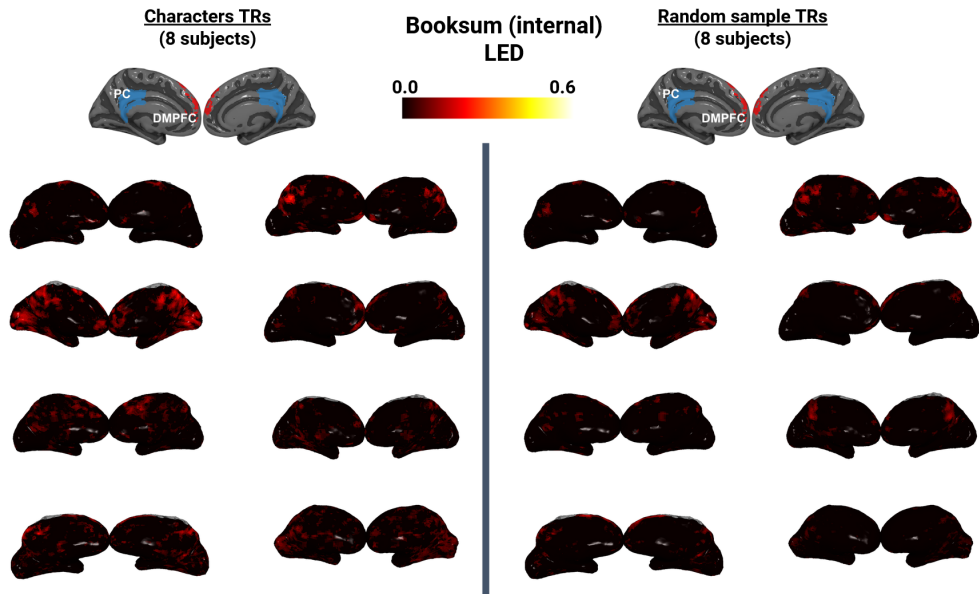 Characters TRs
(8 subjects)
Booksum (internal)
LED
Random sample TRs
(8 subjects)
0.0
0.6
PC
DMPFC
PC
DMPFC